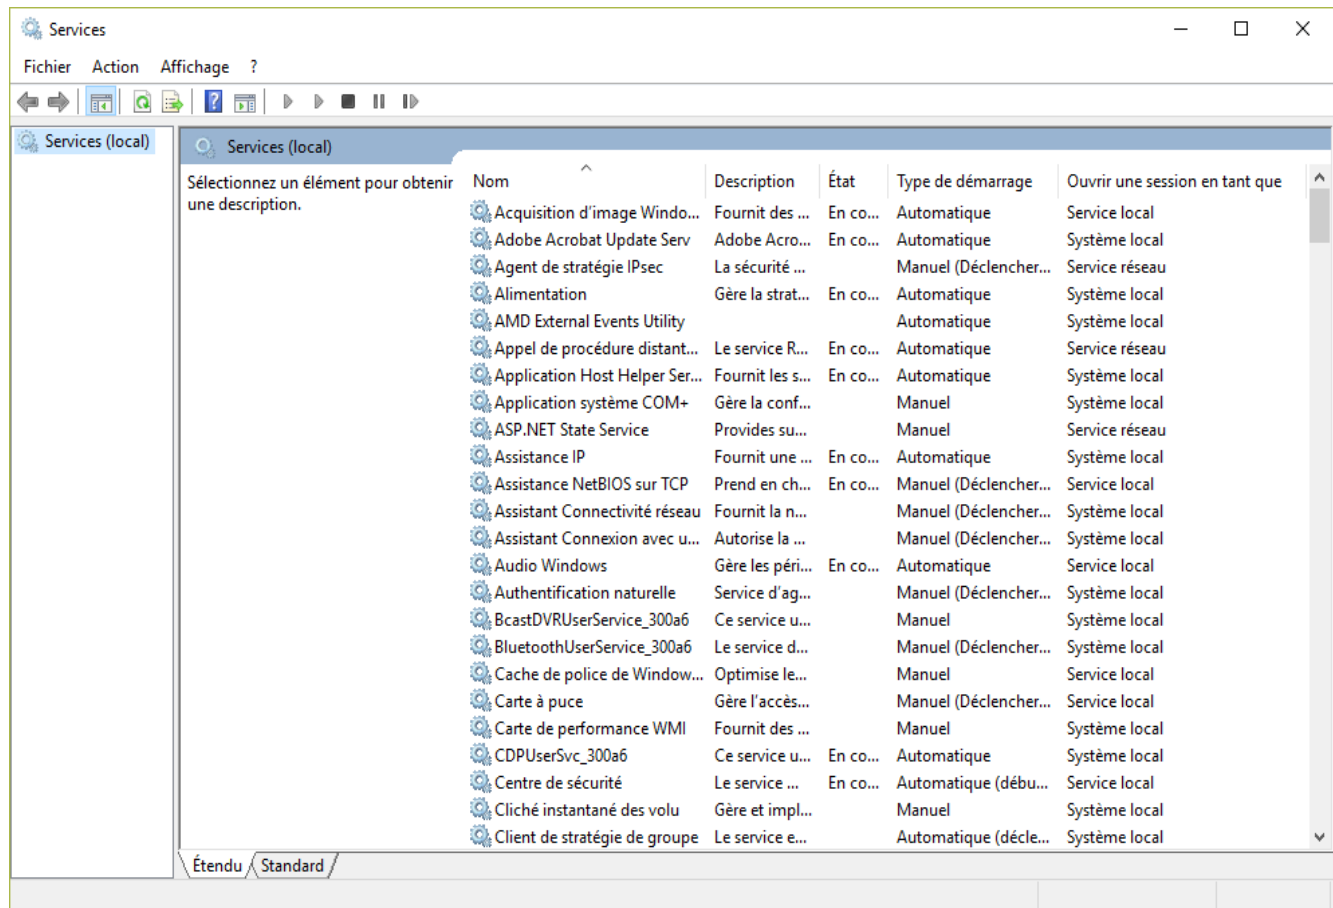 Services
Fichier Action Affichage ?
Services (local)
Services (local)
Sélectionnez un élément pour obtenir
une description.
Nom Description État Type de démarrage Ouvrir une session en tant que
Acquisition d'image Windo... Fournit des ... En co... Automatique Service local
Adobe Acrobat Update Serv Adobe Acro... En co... Automatique Système local
Agent de stratégie IPsec La sécurité ... Manuel (Déclencher... Service réseau
Alimentation Gère la strat... En co... Automatique Système local
AMD External Events Utility Automatique Système local
Appel de procédure distant... Le service R... En co... Automatique Service réseau
Application Host Helper Ser... Fournit les s... En co... Automatique Système local
Application système COM+ Gère la conf... Manuel Système local
ASP.NET State Service Provides su... Manuel Service réseau
Assistance IP Fournit une ... En co... Automatique Système local
Assistance NetBIOS sur TCP Prend en ch... En co... Manuel (Déclencher... Service local
Assistant Connectivité réseau Fournit la n... Manuel (Déclencher... Système local
Assistant Connexion avec u... Autorise la ... Manuel (Déclencher... Système local
Audio Windows Gère les péri... En co... Automatique Service local
Authentification naturelle Service d'ag... Manuel (Déclencher... Système local
BcastDVRUserService_300a6 Ce service u... Manuel Système local
BluetoothUserService_300a6 Le service d... Manuel (Déclencher... Système local
Cache de police de Window... Optimise le... Manuel Service local
Carte à puce Gère l'accès... Manuel (Déclencher... Service local
Carte de performance WMI Fournit des ... Manuel Système local
CDPUserSvc_300a6 Ce service u... En co... Automatique Système local
Centre de sécurité Le service ... En co... Automatique (débu... Service local
Cliché instantané des volu Gère et impl... Manuel Système local
Client de stratégie de groupe Le service e... Automatique (décle... Système local
Étendu Standard